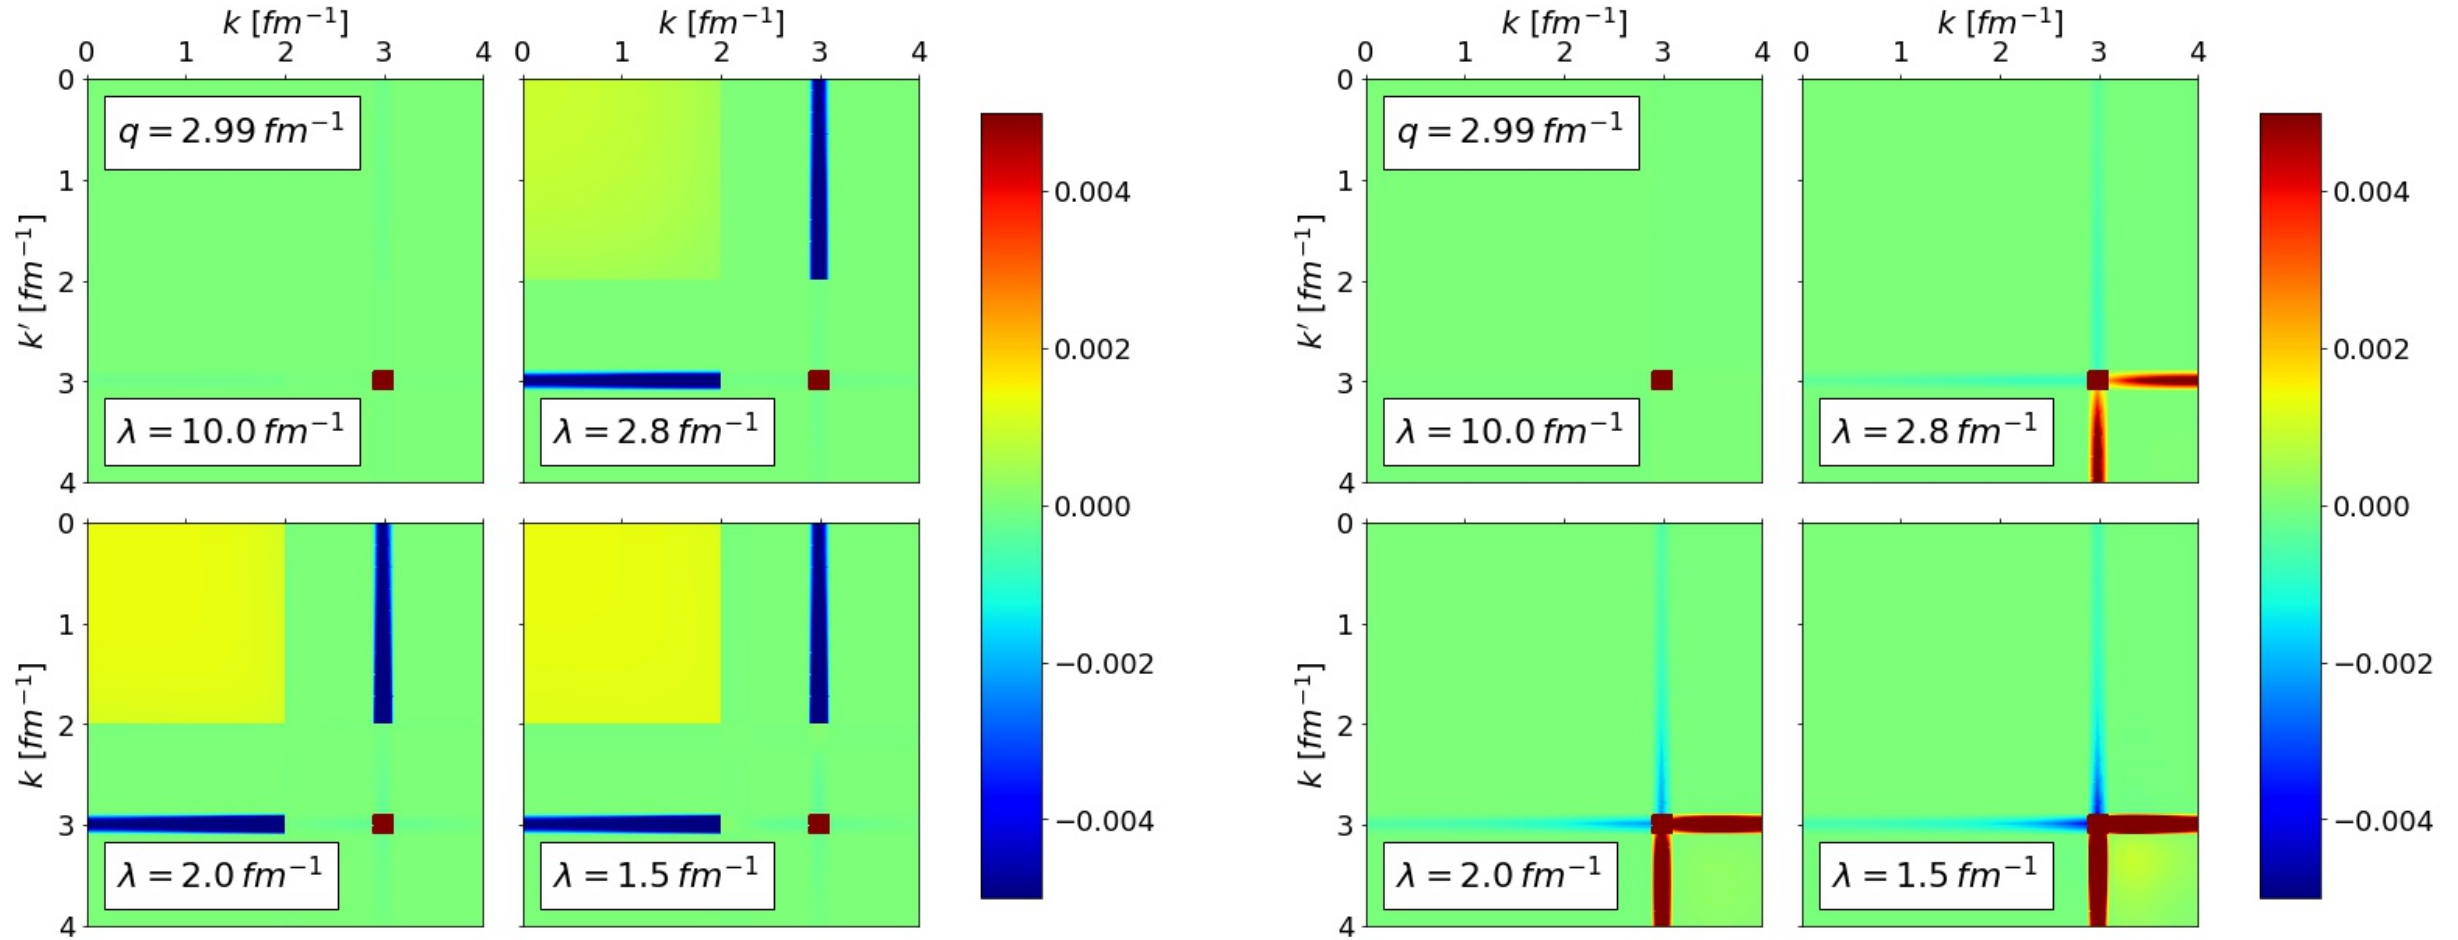 k [fm⁻¹]
k [fm⁻¹]
k [fm⁻¹]
k [fm⁻¹]
0 1 2 3 4
0 1 2 3 4
0 1 2 3 4
0 1 2 3 4
k′ [fm⁻¹]
0
1
2
3
4
q = 2.99 fm⁻¹
λ = 10.0 fm⁻¹
λ = 2.8 fm⁻¹
k [fm⁻¹]
0
1
2
3
4
λ = 2.0 fm⁻¹
λ = 1.5 fm⁻¹
0.004
0.002
0.000
−0.002
−0.004
k′ [fm⁻¹]
0
1
2
3
4
q = 2.99 fm⁻¹
λ = 10.0 fm⁻¹
λ = 2.8 fm⁻¹
k [fm⁻¹]
0
1
2
3
4
λ = 2.0 fm⁻¹
λ = 1.5 fm⁻¹
0.004
0.002
0.000
−0.002
−0.004